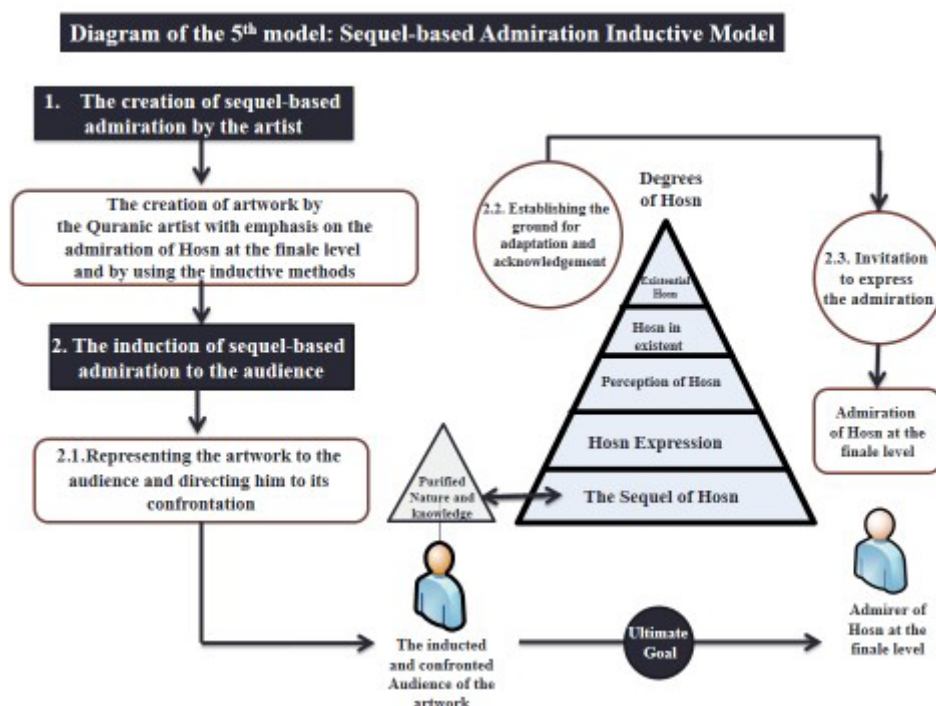 Diagram of the 5th model: Sequel-based Admiration Inductive Model
1. The creation of sequel-based
admiration by the artist
The creation of artwork by
the Quranic artist with emphasis on the
admiration of Hosn at the finale level
and by using the inductive methods
2. The induction of sequel-based
admiration to the audience
2.1.Representing the artwork to the
audience and directing him to its
confrontation
Purified
Nature and
knowledge
The inducted
and confronted
Audience of the
artwork
2.2. Establishing the
ground for
adaptation and
acknowledgement
Degrees
of Hosn
Existential
Hosn
Hosn in
existent
Perception of Hosn
Hosn Expression
The Sequel of Hosn
2.3. Invitation
to express
the admiration
Admiration
of Hosn at the
finale level
Ultimate
Goal
Admirer of
Hosn at the
finale level